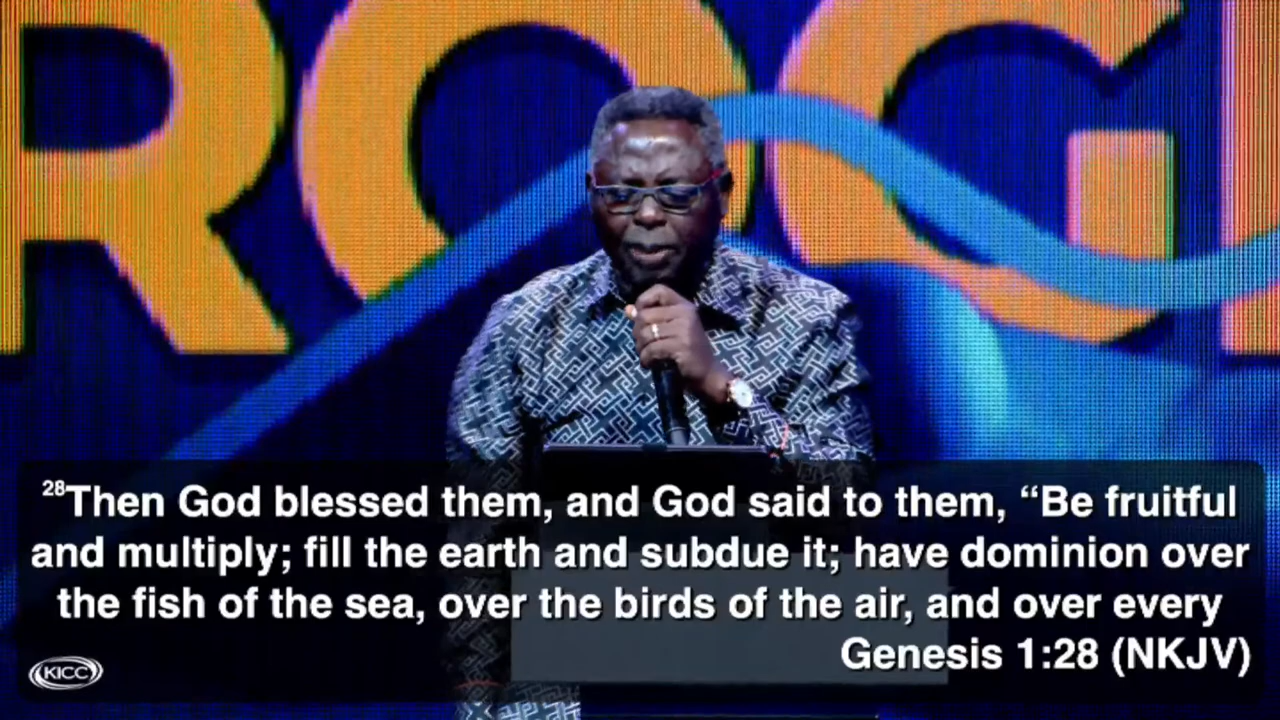 ROGR
²⁸Then God blessed them, and God said to them, “Be fruitful
and multiply; fill the earth and subdue it; have dominion over
the fish of the sea, over the birds of the air, and over every
Genesis 1:28 (NKJV)
KICC